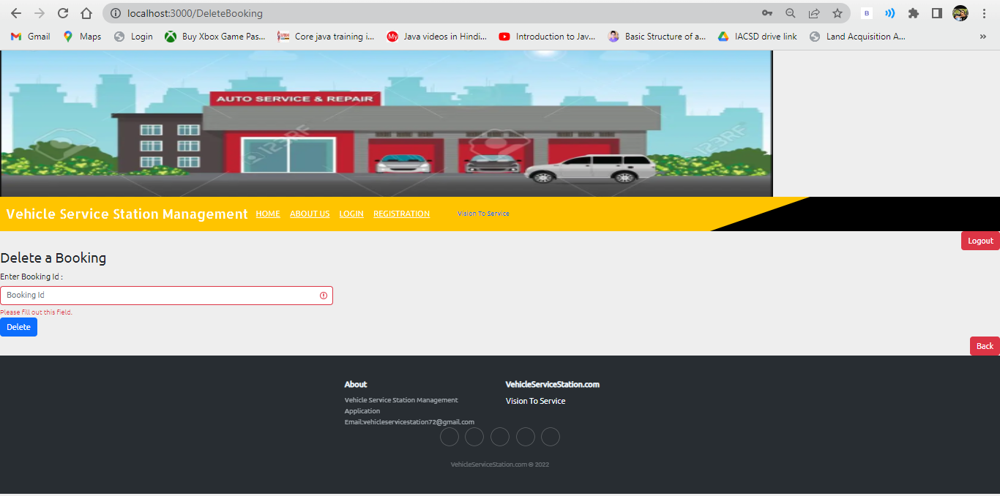 localhost:3000/DeleteBooking
B
Gmail Maps Login Buy Xbox Game Pas... Core java training i... My Java videos in Hindi... Introduction to Jav... Basic Structure of a... IACSD drive link Land Acquisition A... »
AUTO SERVICE & REPAIR
123RF 123RF 123RF
Vehicle Service Station Management HOME ABOUT US LOGIN REGISTRATION Vision To Service
Logout
Delete a Booking
Enter Booking Id :
Booking Id
Please fill out this field.
Delete
Back
About VehicleServiceStation.com
Vehicle Service Station Management Vision To Service
Application
Email:vehicleservicestation72@gmail.com
VehicleServiceStation.com © 2022